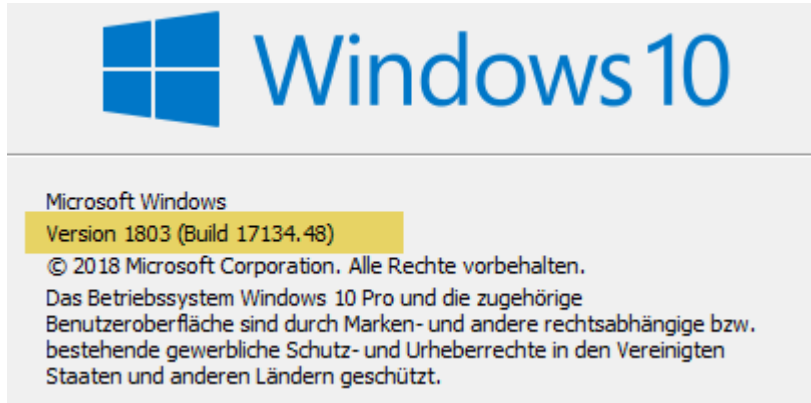 Windows 10
Microsoft Windows
Version 1803 (Build 17134.48)
© 2018 Microsoft Corporation. Alle Rechte vorbehalten.
Das Betriebssystem Windows 10 Pro und die zugehörige
Benutzeroberfläche sind durch Marken- und andere rechtsabhängige bzw.
bestehende gewerbliche Schutz- und Urheberrechte in den Vereinigten
Staaten und anderen Ländern geschützt.